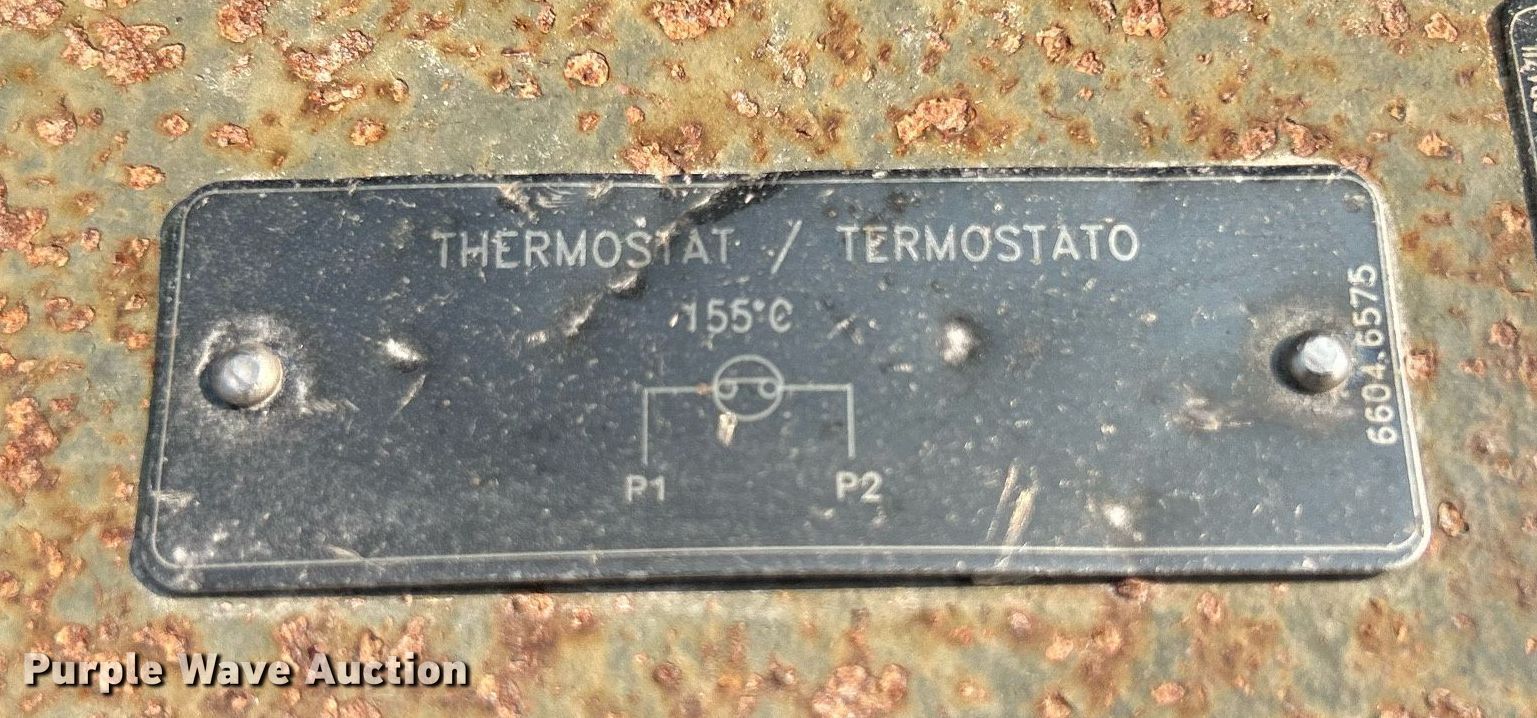 THERMOSTAT / TERMOSTATO
155°C
P1 P2
6604.6575
Purple Wave Auction